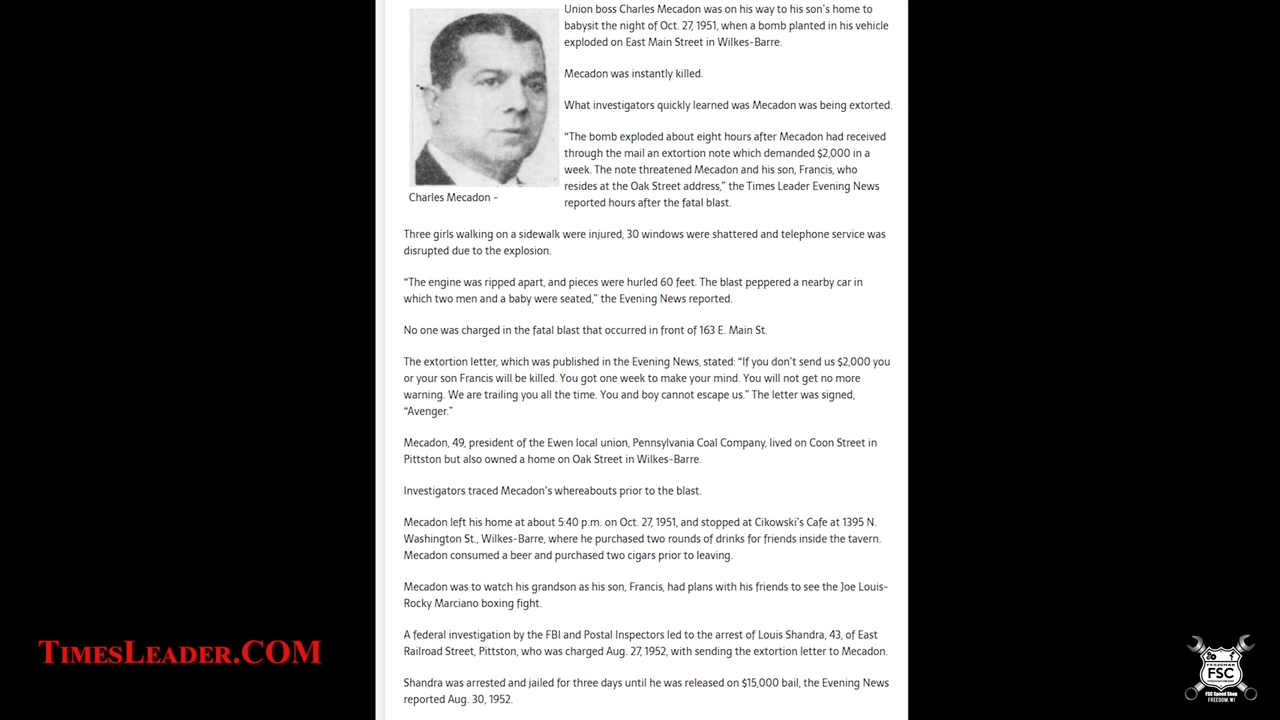 Union boss Charles Mecadon was on his way to his son's home to
babysit the night of Oct. 27, 1951, when a bomb planted in his vehicle
exploded on East Main Street in Wilkes-Barre.
Mecadon was instantly killed.
What investigators quickly learned was Mecadon was being extorted.
“The bomb exploded about eight hours after Mecadon had received
through the mail an extortion note which demanded $2,000 in a
week. The note threatened Mecadon and his son, Francis, who
resides at the Oak Street address,” the Times Leader Evening News
reported hours after the fatal blast.
Charles Mecadon -
Three girls walking on a sidewalk were injured, 30 windows were shattered and telephone service was
disrupted due to the explosion.
“The engine was ripped apart, and pieces were hurled 60 feet. The blast peppered a nearby car in
which two men and a baby were seated,” the Evening News reported.
No one was charged in the fatal blast that occurred in front of 163 E. Main St.
The extortion letter, which was published in the Evening News, stated: “If you don't send us $2,000 you
or your son Francis will be killed. You got one week to make your mind. You will not get no more
warning. We are trailing you all the time. You and boy cannot escape us.” The letter was signed,
“Avenger.”
Mecadon, 49, president of the Ewen local union, Pennsylvania Coal Company, lived on Coon Street in
Pittston but also owned a home on Oak Street in Wilkes-Barre.
Investigators traced Mecadon's whereabouts prior to the blast.
Mecadon left his home at about 5:40 p.m. on Oct. 27, 1951, and stopped at Cikowski's Cafe at 1395 N.
Washington St., Wilkes-Barre, where he purchased two rounds of drinks for friends inside the tavern.
Mecadon consumed a beer and purchased two cigars prior to leaving.
Mecadon was to watch his grandson as his son, Francis, had plans with his friends to see the Joe Louis-
Rocky Marciano boxing fight.
A federal investigation by the FBI and Postal Inspectors led to the arrest of Louis Shandra, 43, of East
Railroad Street, Pittston, who was charged Aug. 27, 1952, with sending the extortion letter to Mecadon.
Shandra was arrested and jailed for three days until he was released on $15,000 bail, the Evening News
reported Aug. 30, 1952.
TIMESLEADER.COM
FSC
FSC Speed Shop
FREEDOM, WI